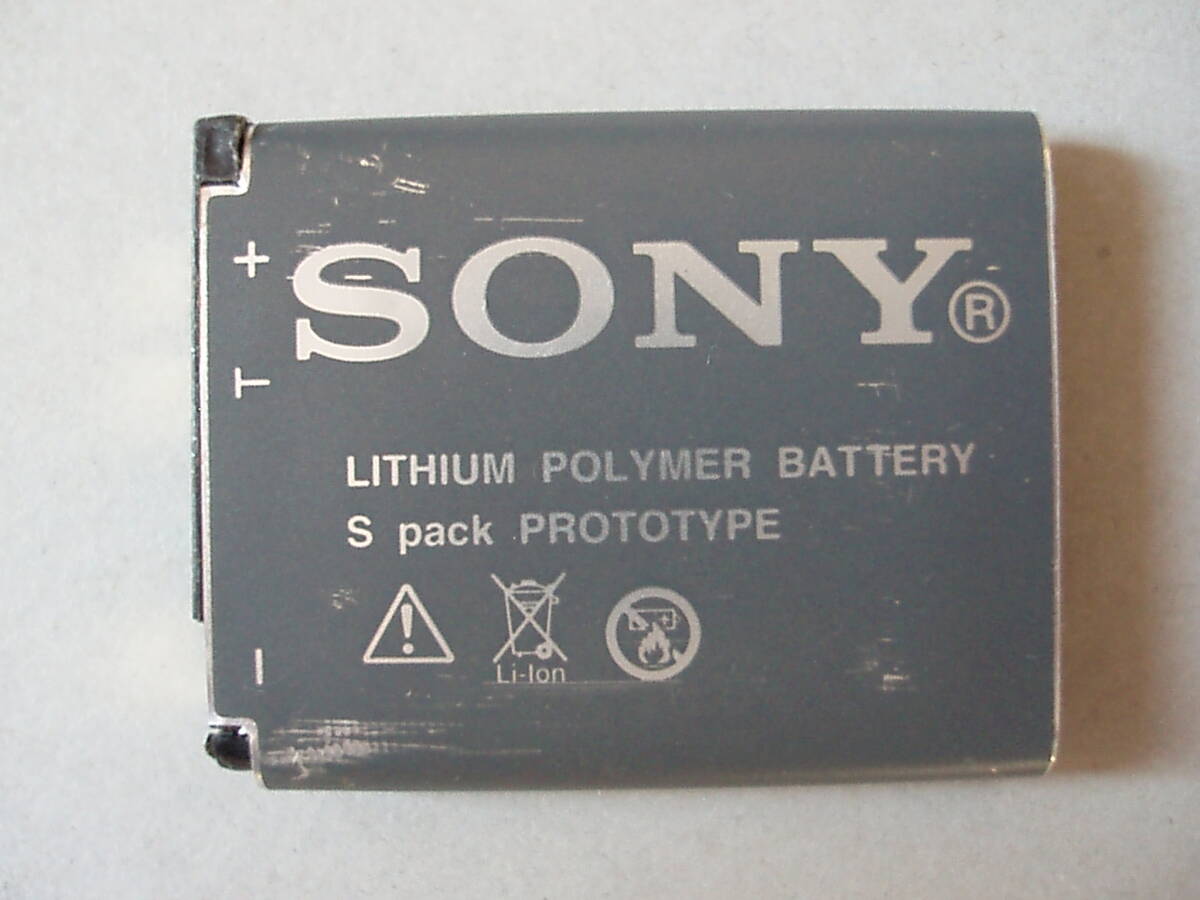 SONY®
+
T
LITHIUM POLYMER BATTERY
S pack PROTOTYPE
Li-Ion
−